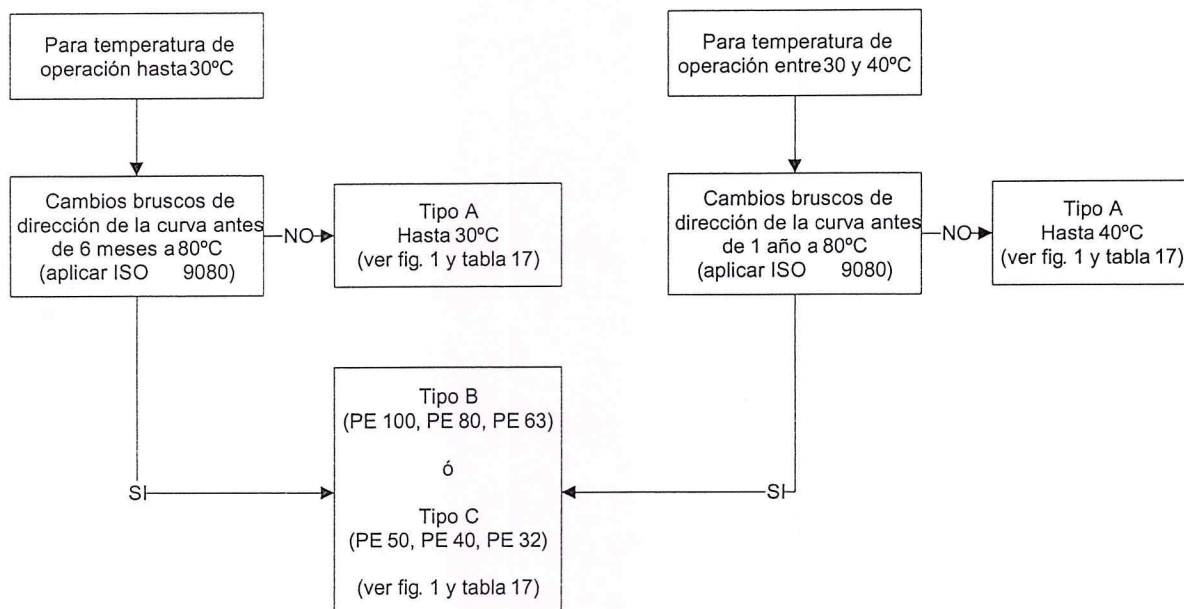 Para temperatura de
operación hasta 30ºC
Para temperatura de
operación entre 30 y 40ºC
Cambios bruscos de
dirección de la curva antes
de 6 meses a 80ºC
(aplicar ISO 9080)
NO
Tipo A
Hasta 30ºC
(ver fig. 1 y tabla 17)
Cambios bruscos de
dirección de la curva antes
de 1 año a 80ºC
(aplicar ISO 9080)
NO
Tipo A
Hasta 40ºC
(ver fig. 1 y tabla 17)
Tipo B
(PE 100, PE 80, PE 63)
ó
Tipo C
(PE 50, PE 40, PE 32)
(ver fig. 1 y tabla 17)
SI
SI